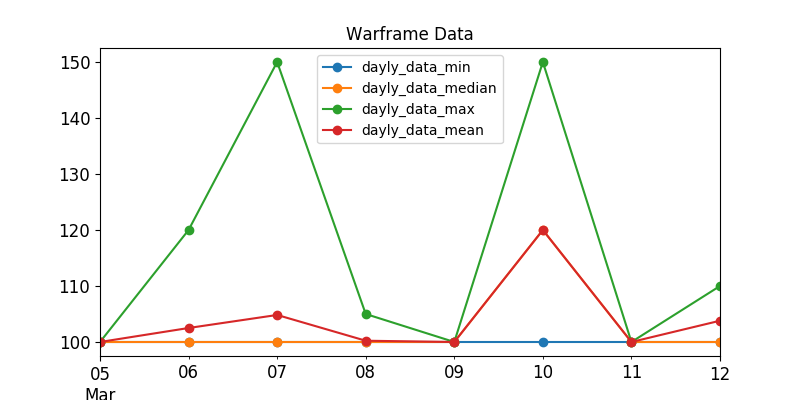 Warframe Data
150
140
130
120
110
100
dayly_data_min
dayly_data_median
dayly_data_max
dayly_data_mean
05 06 07 08 09 10 11 12
Mar